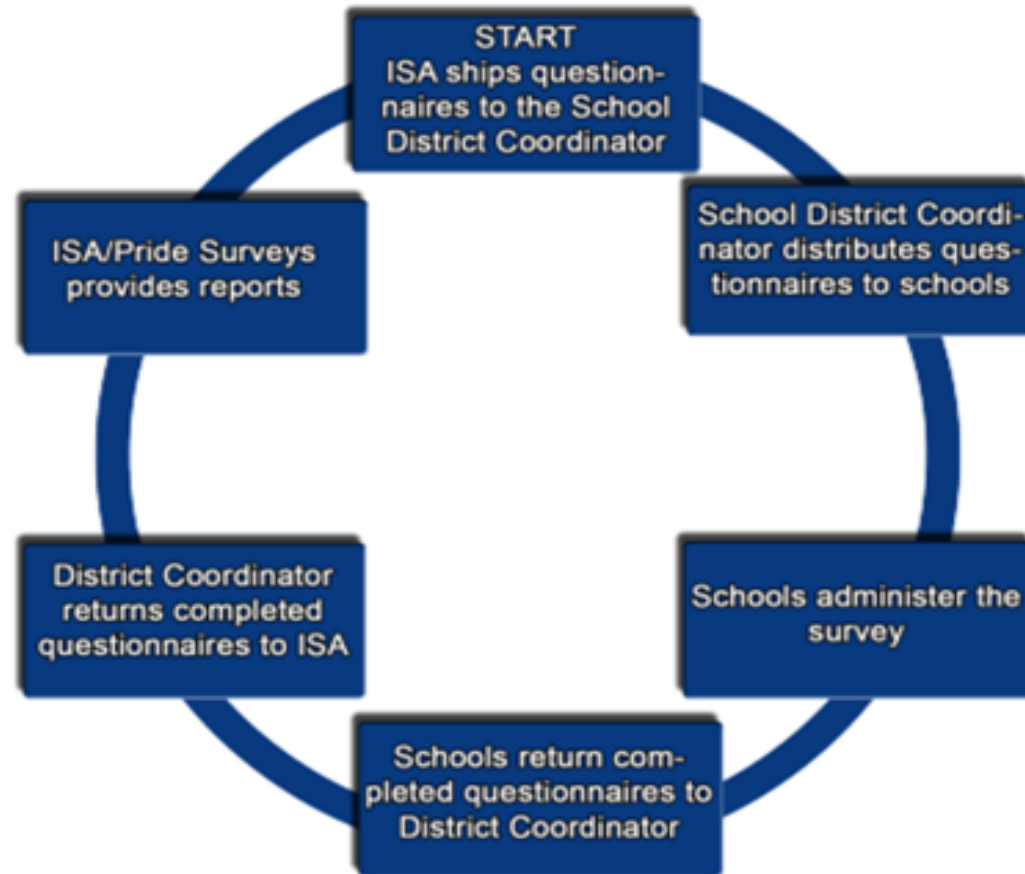 START
ISA ships question-
naires to the School
District Coordinator
School District Coordi-
nator distributes ques-
tionnaires to schools
Schools administer the
survey
Schools return com-
pleted questionnaires to
District Coordinator
District Coordinator
returns completed
questionnaires to ISA
ISA/Pride Surveys
provides reports